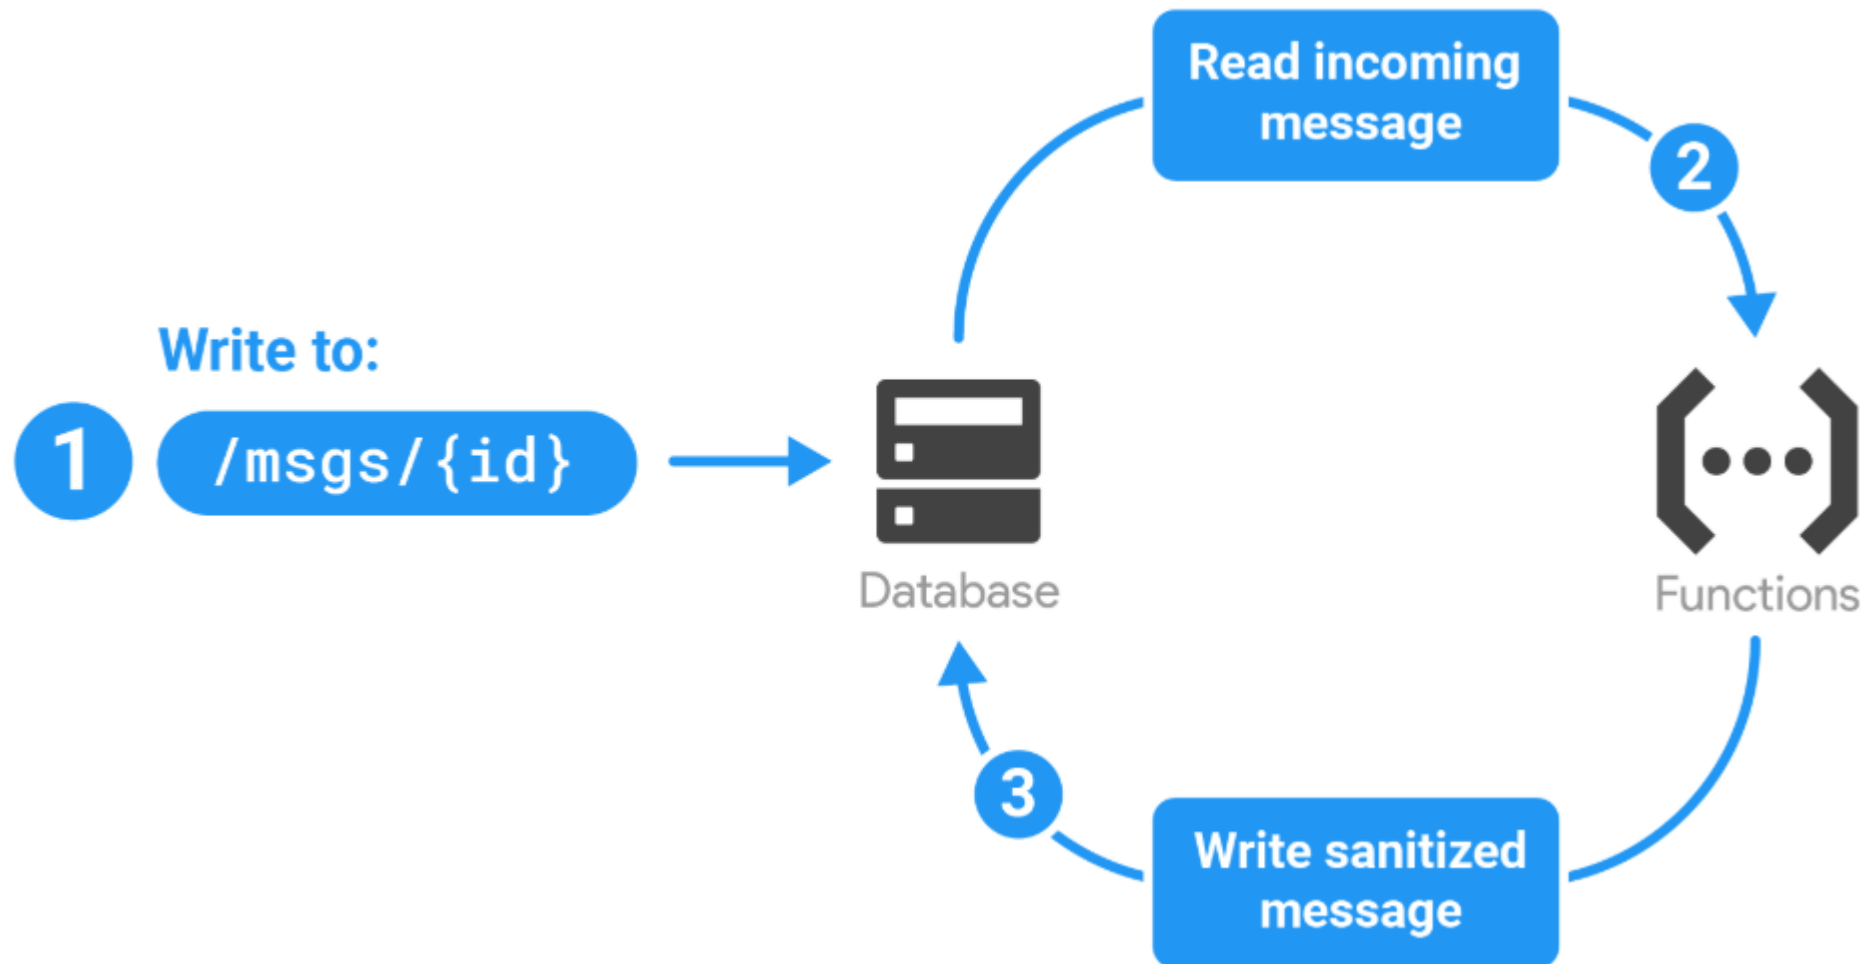 Write to:
1
/msgs/{id}
Database
Read incoming
message
2
Functions
3
Write sanitized
message